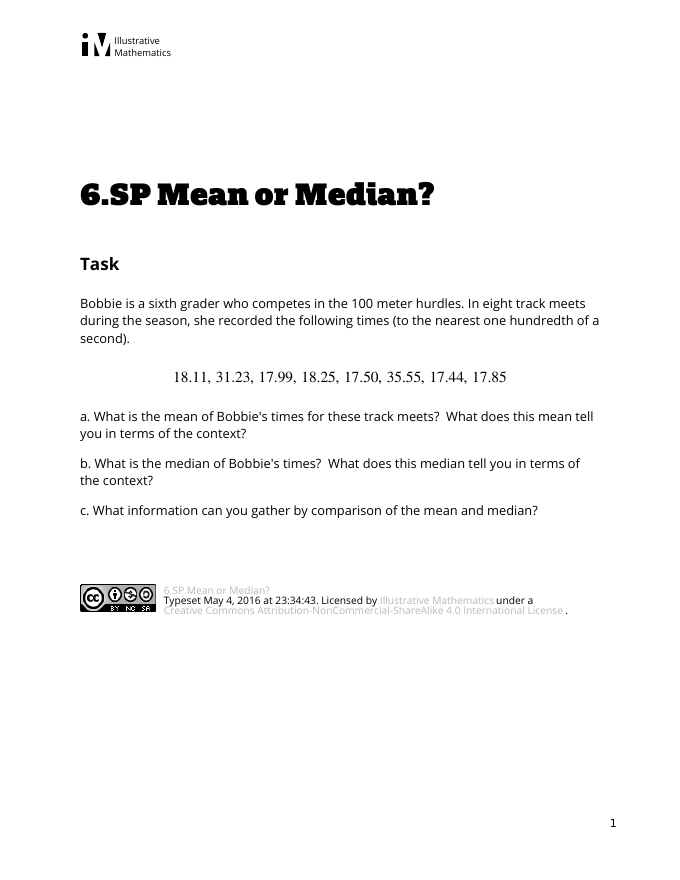 Illustrative
Mathematics
6.SP Mean or Median?
Task
Bobbie is a sixth grader who competes in the 100 meter hurdles. In eight track meets
during the season, she recorded the following times (to the nearest one hundredth of a
second).
18.11, 31.23, 17.99, 18.25, 17.50, 35.55, 17.44, 17.85
a. What is the mean of Bobbie's times for these track meets?  What does this mean tell
you in terms of the context?
b. What is the median of Bobbie's times?  What does this median tell you in terms of
the context?
c. What information can you gather by comparison of the mean and median?
cc BY NC SA
6.SP Mean or Median?
Typeset May 4, 2016 at 23:34:43. Licensed by Illustrative Mathematics under a
Creative Commons Attribution-NonCommercial-ShareAlike 4.0 International License .
1